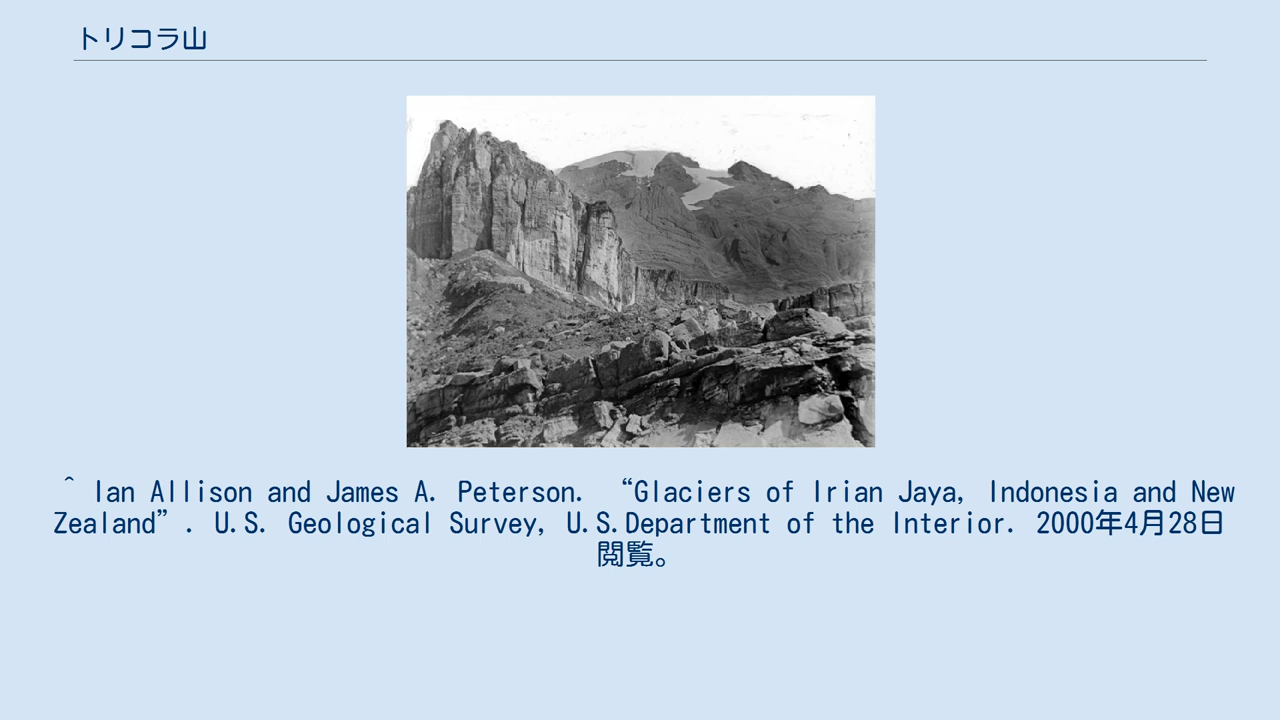 トリコラ山
^ Ian Allison and James A. Peterson. “Glaciers of Irian Jaya, Indonesia and New
Zealand”. U.S. Geological Survey, U.S.Department of the Interior. 2000年4月28日
閲覧。